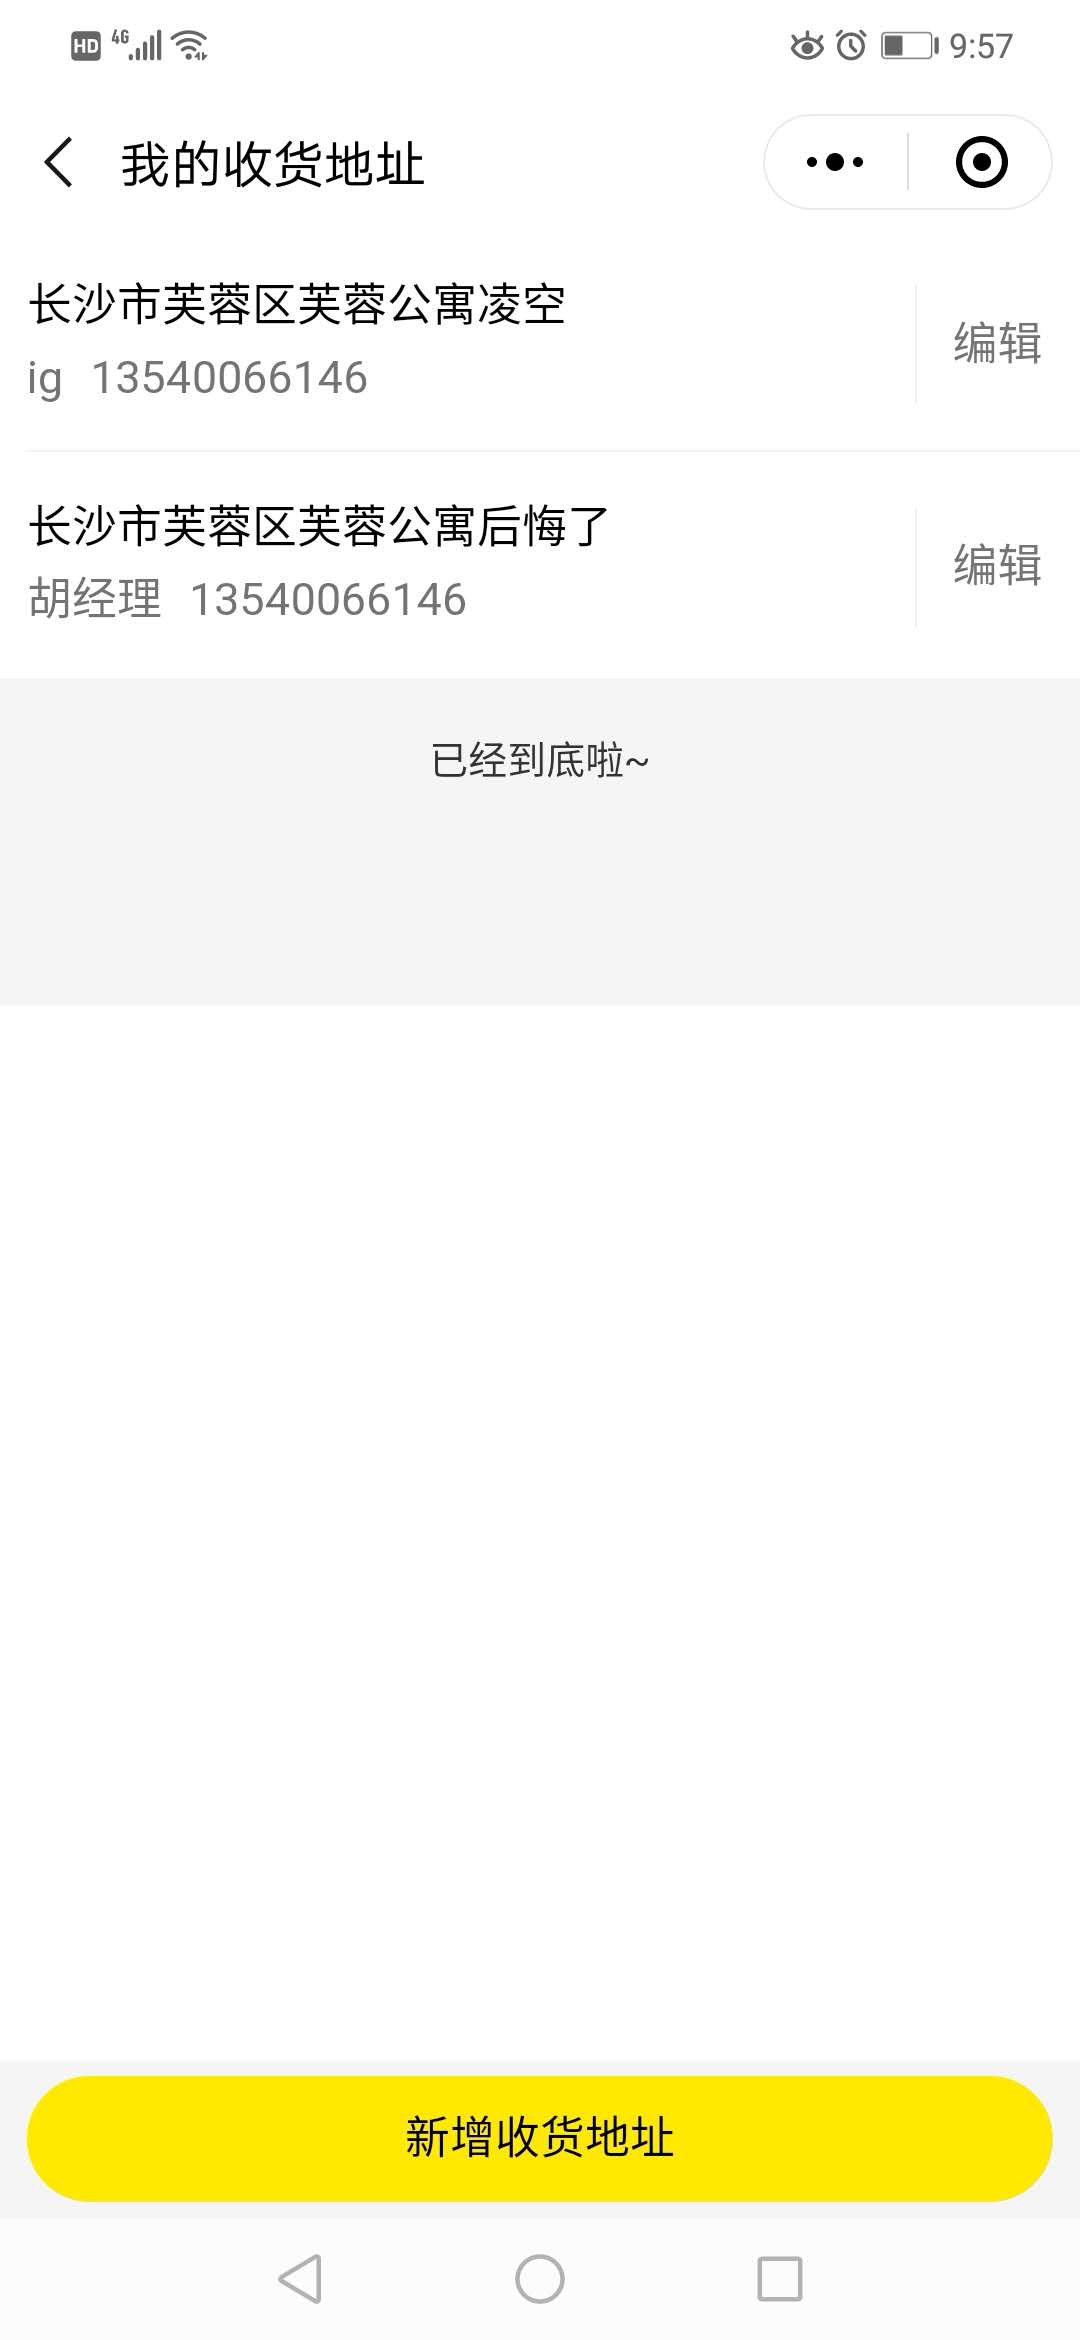 HD 4G 9:57
我的收货地址
长沙市芙蓉区芙蓉公寓凌空
编辑
ig 13540066146
长沙市芙蓉区芙蓉公寓后悔了
编辑
胡经理 13540066146
已经到底啦~
新增收货地址